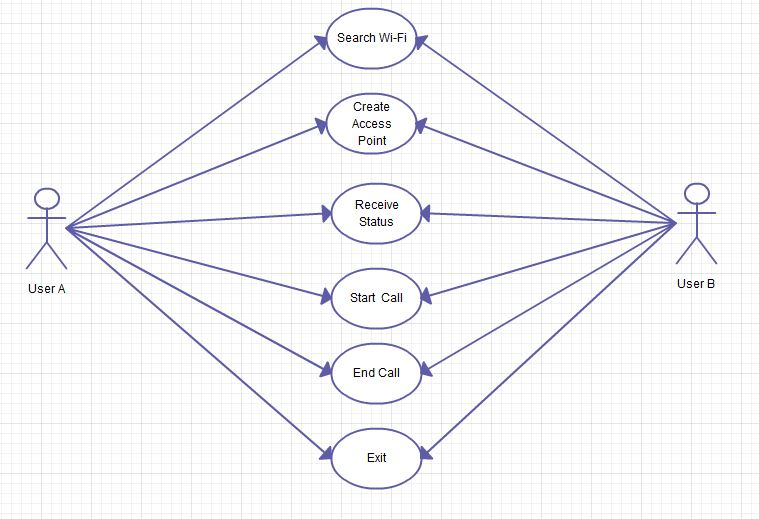 Search Wi-Fi
Create
Access
Point
Receive
Status
Start Call
End Call
Exit
User A
User B